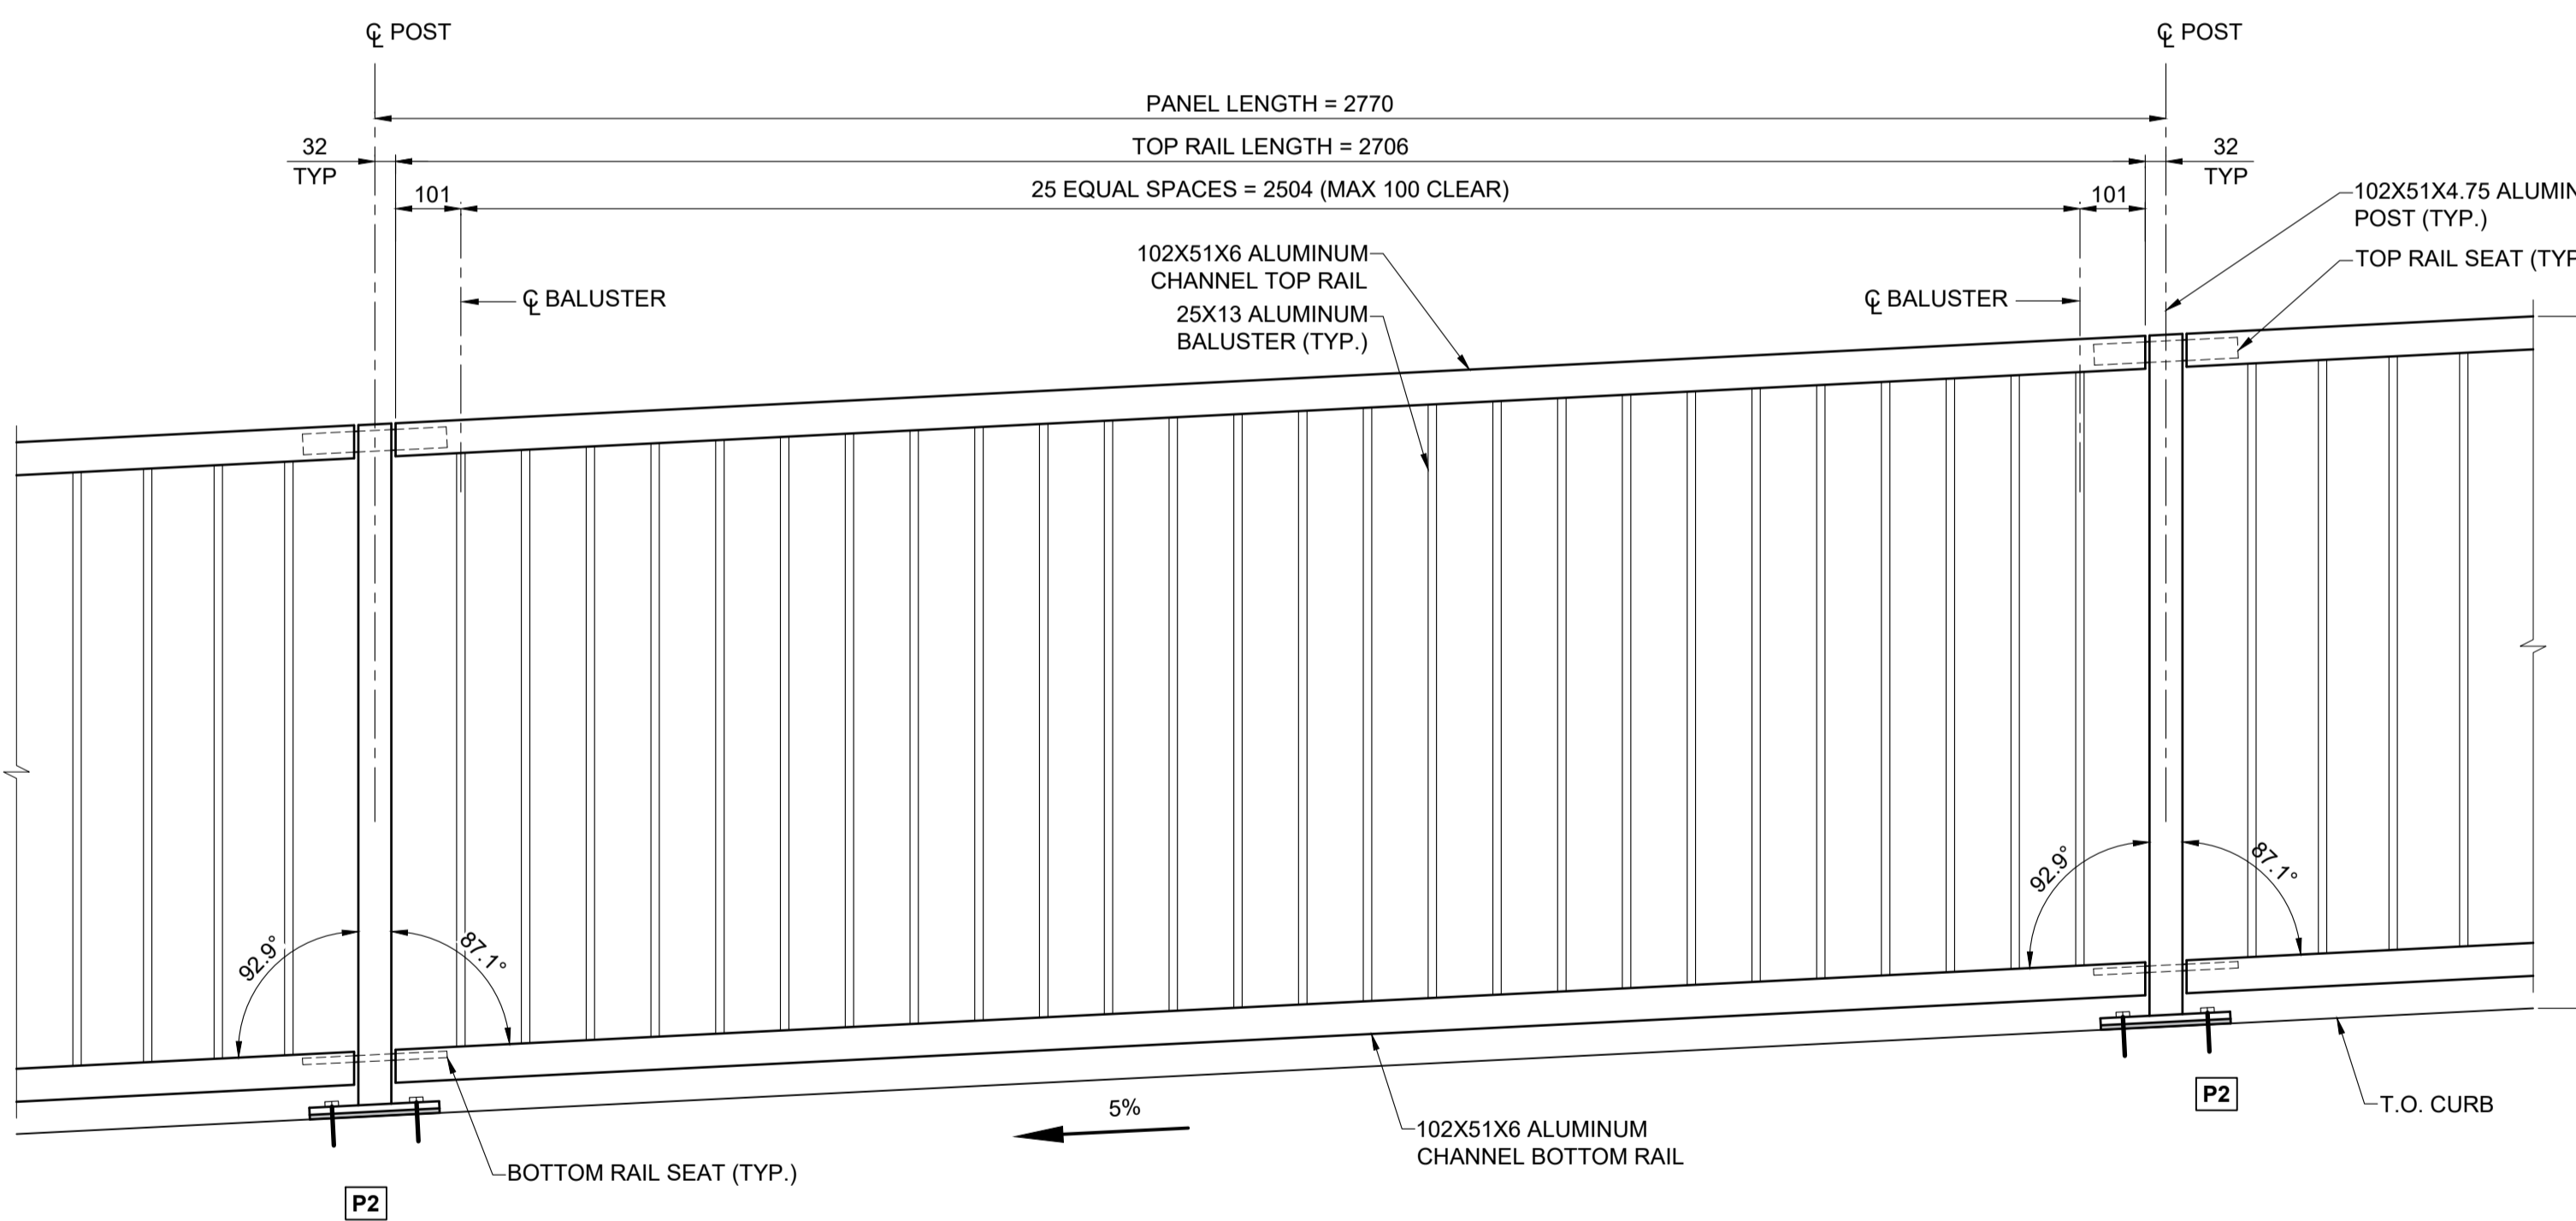 ℄ POST
℄ POST
PANEL LENGTH = 2770
32
TYP
TOP RAIL LENGTH = 2706
32
TYP
101
25 EQUAL SPACES = 2504 (MAX 100 CLEAR)
101
102X51X4.75 ALUMIN
POST (TYP.)
TOP RAIL SEAT (TYP
102X51X6 ALUMINUM
CHANNEL TOP RAIL
℄ BALUSTER
℄ BALUSTER
25X13 ALUMINUM
BALUSTER (TYP.)
92.9°
87.1°
92.9°
87.1°
5%
P2
T.O. CURB
102X51X6 ALUMINUM
CHANNEL BOTTOM RAIL
BOTTOM RAIL SEAT (TYP.)
P2